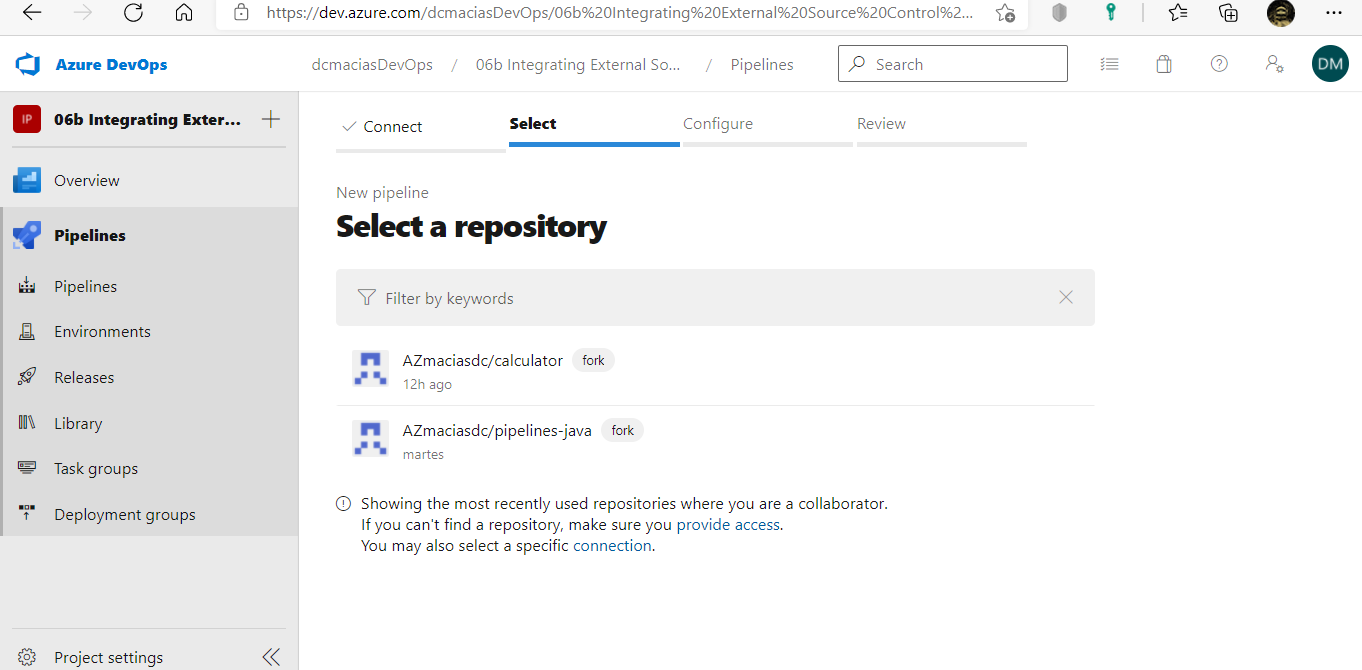 https://dev.azure.com/dcmaciasDevOps/06b%20Integrating%20External%20Source%20Control%2...
Azure DevOps
dcmaciasDevOps / 06b Integrating External So... / Pipelines
Search
DM
IP
06b Integrating Exter...
Overview
Pipelines
Pipelines
Environments
Releases
Library
Task groups
Deployment groups
Project settings
Connect
Select
Configure
Review
New pipeline
Select a repository
Filter by keywords
AZmaciasdc/calculator fork
12h ago
AZmaciasdc/pipelines-java fork
martes
Showing the most recently used repositories where you are a collaborator.
If you can't find a repository, make sure you provide access.
You may also select a specific connection.